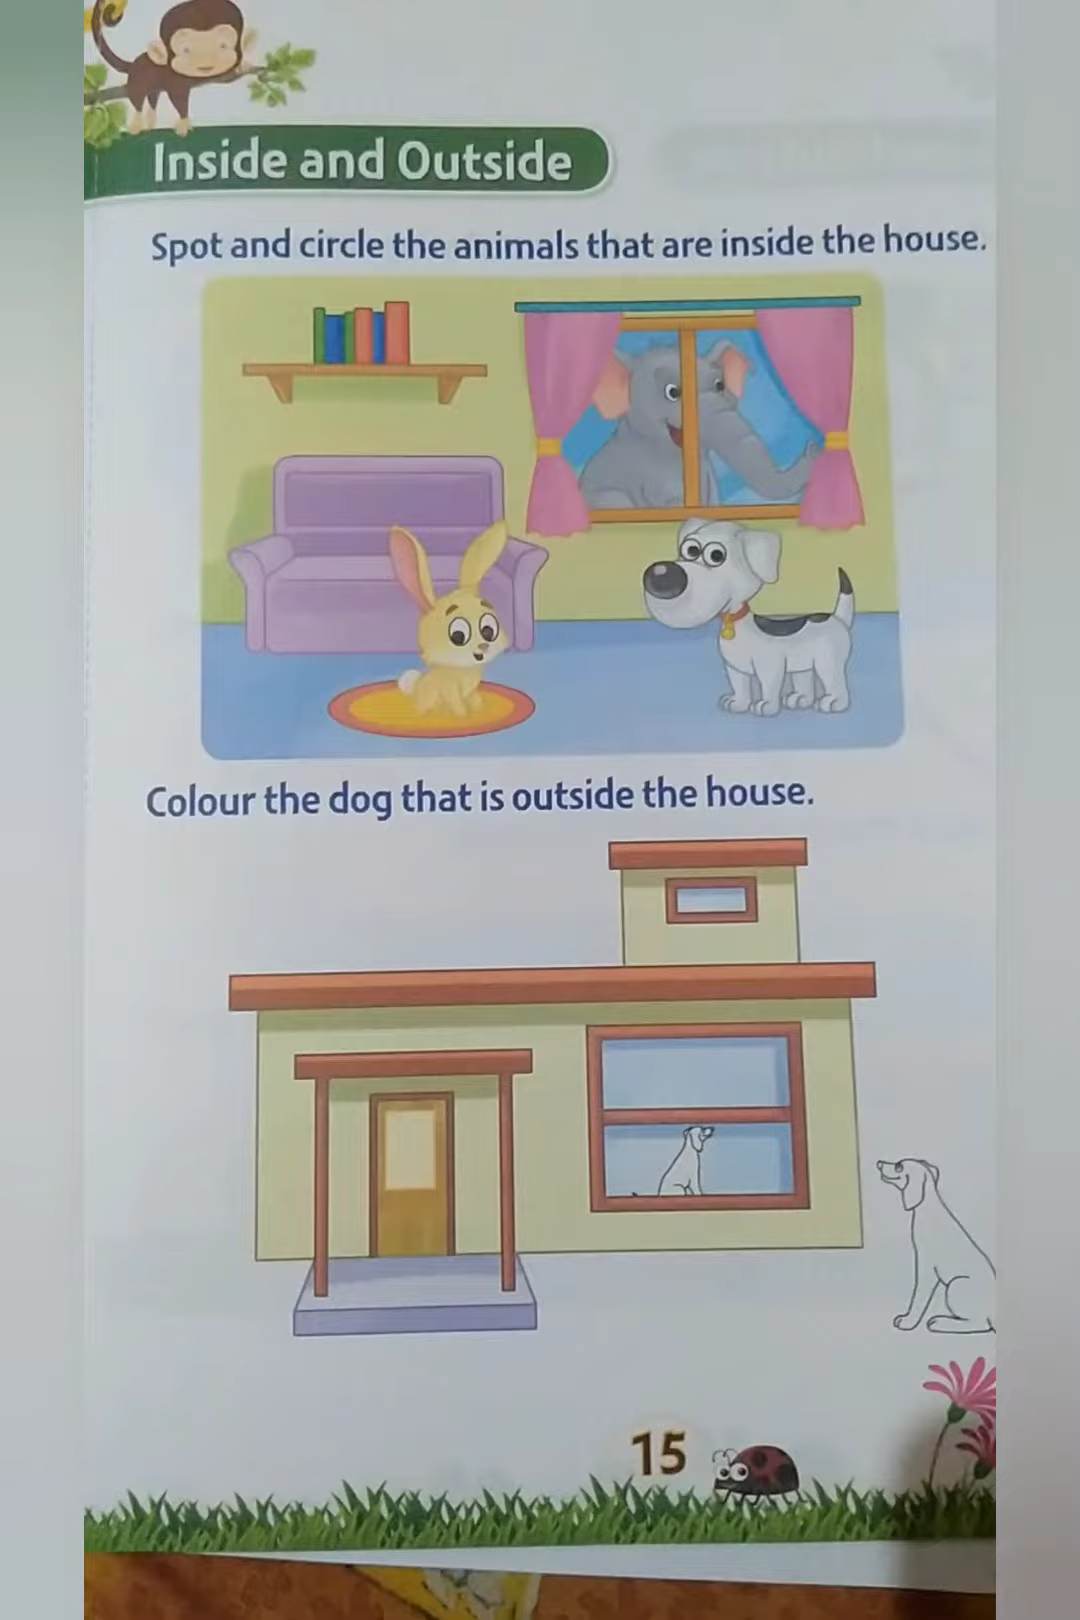 Inside and Outside
Spot and circle the animals that are inside the house.
Colour the dog that is outside the house.
15